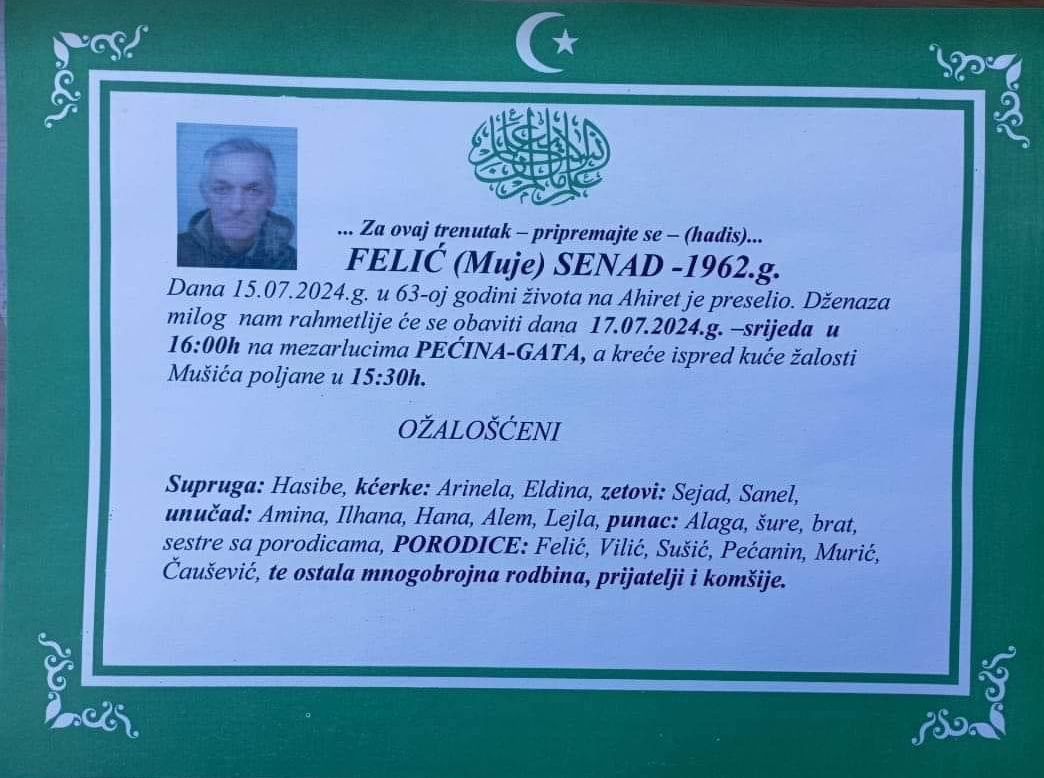 ... Za ovaj trenutak – pripremajte se – (hadis)...
FELIĆ (Muje) SENAD -1962.g.
Dana 15.07.2024.g. u 63-oj godini života na Ahiret je preselio. Dženaza
milog nam rahmetlije će se obaviti dana 17.07.2024.g. –srijeda u
16:00h na mezarlucima PEĆINA-GATA, a kreće ispred kuće žalosti
Mušića poljane u 15:30h.
OŽALOŠĆENI
Supruga: Hasibe, kćerke: Arinela, Eldina, zetovi: Sejad, Sanel,
unučad: Amina, Ilhana, Hana, Alem, Lejla, punac: Alaga, šure, brat,
sestre sa porodicama, PORODICE: Felić, Vilić, Sušić, Pećanin, Murić,
Čaušević, te ostala mnogobrojna rodbina, prijatelji i komšije.